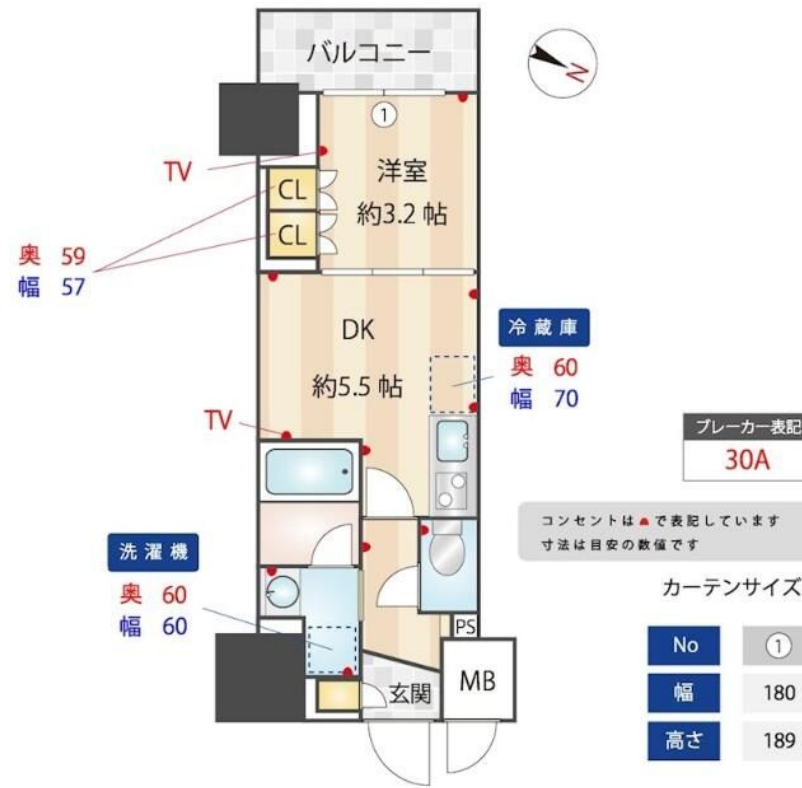 バルコニー
N
①
TV
洋室
約3.2 帖
CL
CL
奥 59
幅 57
DK
約5.5 帖
冷蔵庫
奥 60
幅 70
TV
ブレーカー表記
30A
コンセントは で表記しています
寸法は目安の数値です
洗濯機
奥 60
幅 60
カーテンサイズ
PS
玄関
MB
No ①
幅 180
高さ 189